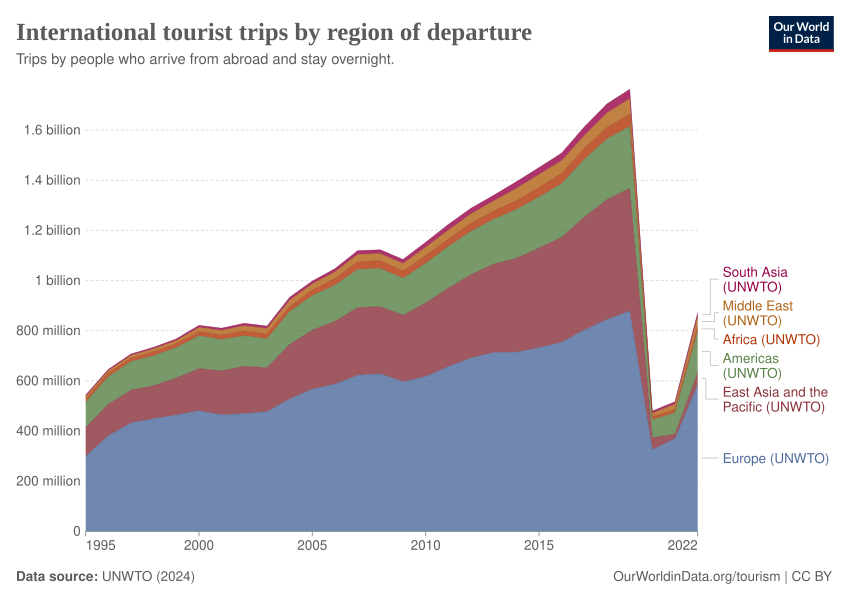 International tourist trips by region of departure
Trips by people who arrive from abroad and stay overnight.
Our World
in Data
1.6 billion
1.4 billion
1.2 billion
1 billion
800 million
600 million
400 million
200 million
0
1995
2000
2005
2010
2015
2022
South Asia
(UNWTO)
Middle East
(UNWTO)
Africa (UNWTO)
Americas
(UNWTO)
East Asia and the
Pacific (UNWTO)
Europe (UNWTO)
Data source: UNWTO (2024)
OurWorldinData.org/tourism | CC BY